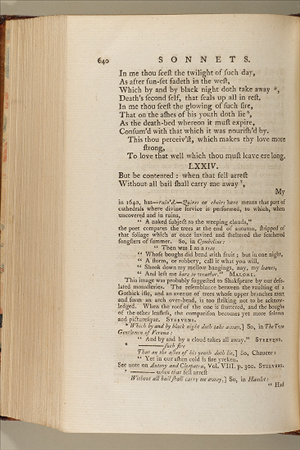 640 SONNETS.
In me thou seeſt the twilight of ſuch day,
As after ſun-ſet fadeth in the weſt,
Which by and by black night doth take away ⁸,
Death's ſecond ſelf, that ſeals up all in reſt.
In me thou ſeeſt the glowing of ſuch fire,
That on the aſhes of his youth doth lie ⁹,
As the death-bed whereon it muſt expire,
Conſum'd with that which it was nouriſh'd by.
This thou perceiv'ſt, which makes thy love more
ſtrong,
To love that well which thou muſt leave ere long.
LXXIV.
But be contented: when that fell arreſt
Without all bail ſhall carry me away ¹,
My
in 1640, has—ruin'd.—Quires or choirs here means that part of
cathedrals where divine ſervice is performed, to which, when
uncovered and in ruins,
" A naked ſubject to the weeping clouds,"
the poet compares the trees at the end of autumn, ſtripped of
that foliage which at once invited and ſheltered the feathered
ſongſters of ſummer. So, in Cymbeline:
" Then was I as a tree
" Whoſe boughs did bend with fruit; but in one night,
" A ſtorm, or robbery, call it what you will,
" Shook down my mellow hangings, nay, my leaves,
" And left me bare to weather." MALONE.
This image was probably ſuggeſted to Shakſpeare by our deſo-
lated monaſteries. The reſemblance between the vaulting of a
Gothick iſle, and an avenue of trees whoſe upper branches meet
and form an arch over-head, is too ſtriking not to be acknow-
ledged. When the roof of the one is ſhattered, and the boughs
of the other leafleſs, the compariſon becomes yet more ſolemn
and pictureſque. STEEVENS.
⁸ Which by and by black night doth take away,] So, in The Two
Gentlemen of Verona:
" And by and by a cloud takes all away." STEEVENS.
⁹ ——ſuch fire
That on the aſhes of his youth doth lie,] So, Chaucer:
" Yet in our aſhen cold is fire yreken.
See note on Antony and Cleopatra, Vol. VIII. p. 300. STEEVENS.
¹ ——when that fell arreſt
Without all bail ſhall carry me away,] So, in Hamlet:
" Had